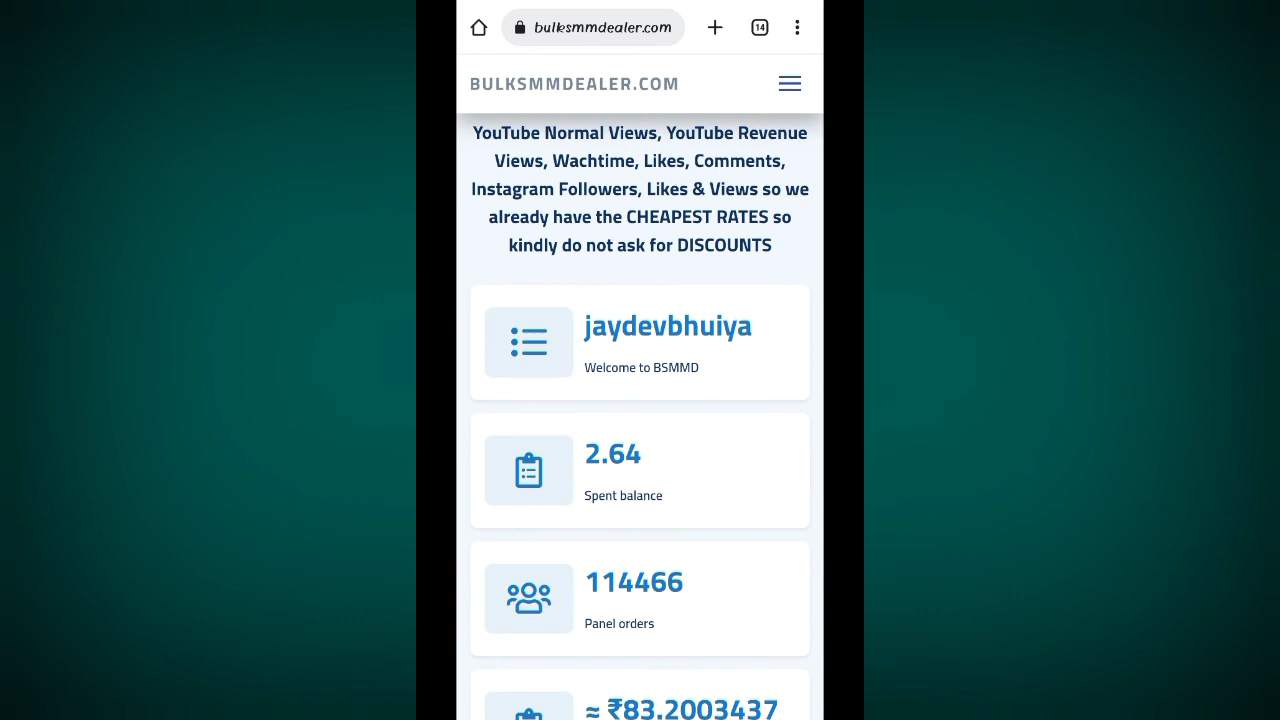 bulksmmdealer.com
14
BULKSMMDEALER.COM
YouTube Normal Views, YouTube Revenue
Views, Wachtime, Likes, Comments,
Instagram Followers, Likes & Views so we
already have the CHEAPEST RATES so
kindly do not ask for DISCOUNTS
jaydevbhuiya
Welcome to BSMMD
2.64
Spent balance
114466
Panel orders
≈ ₹83.2003437